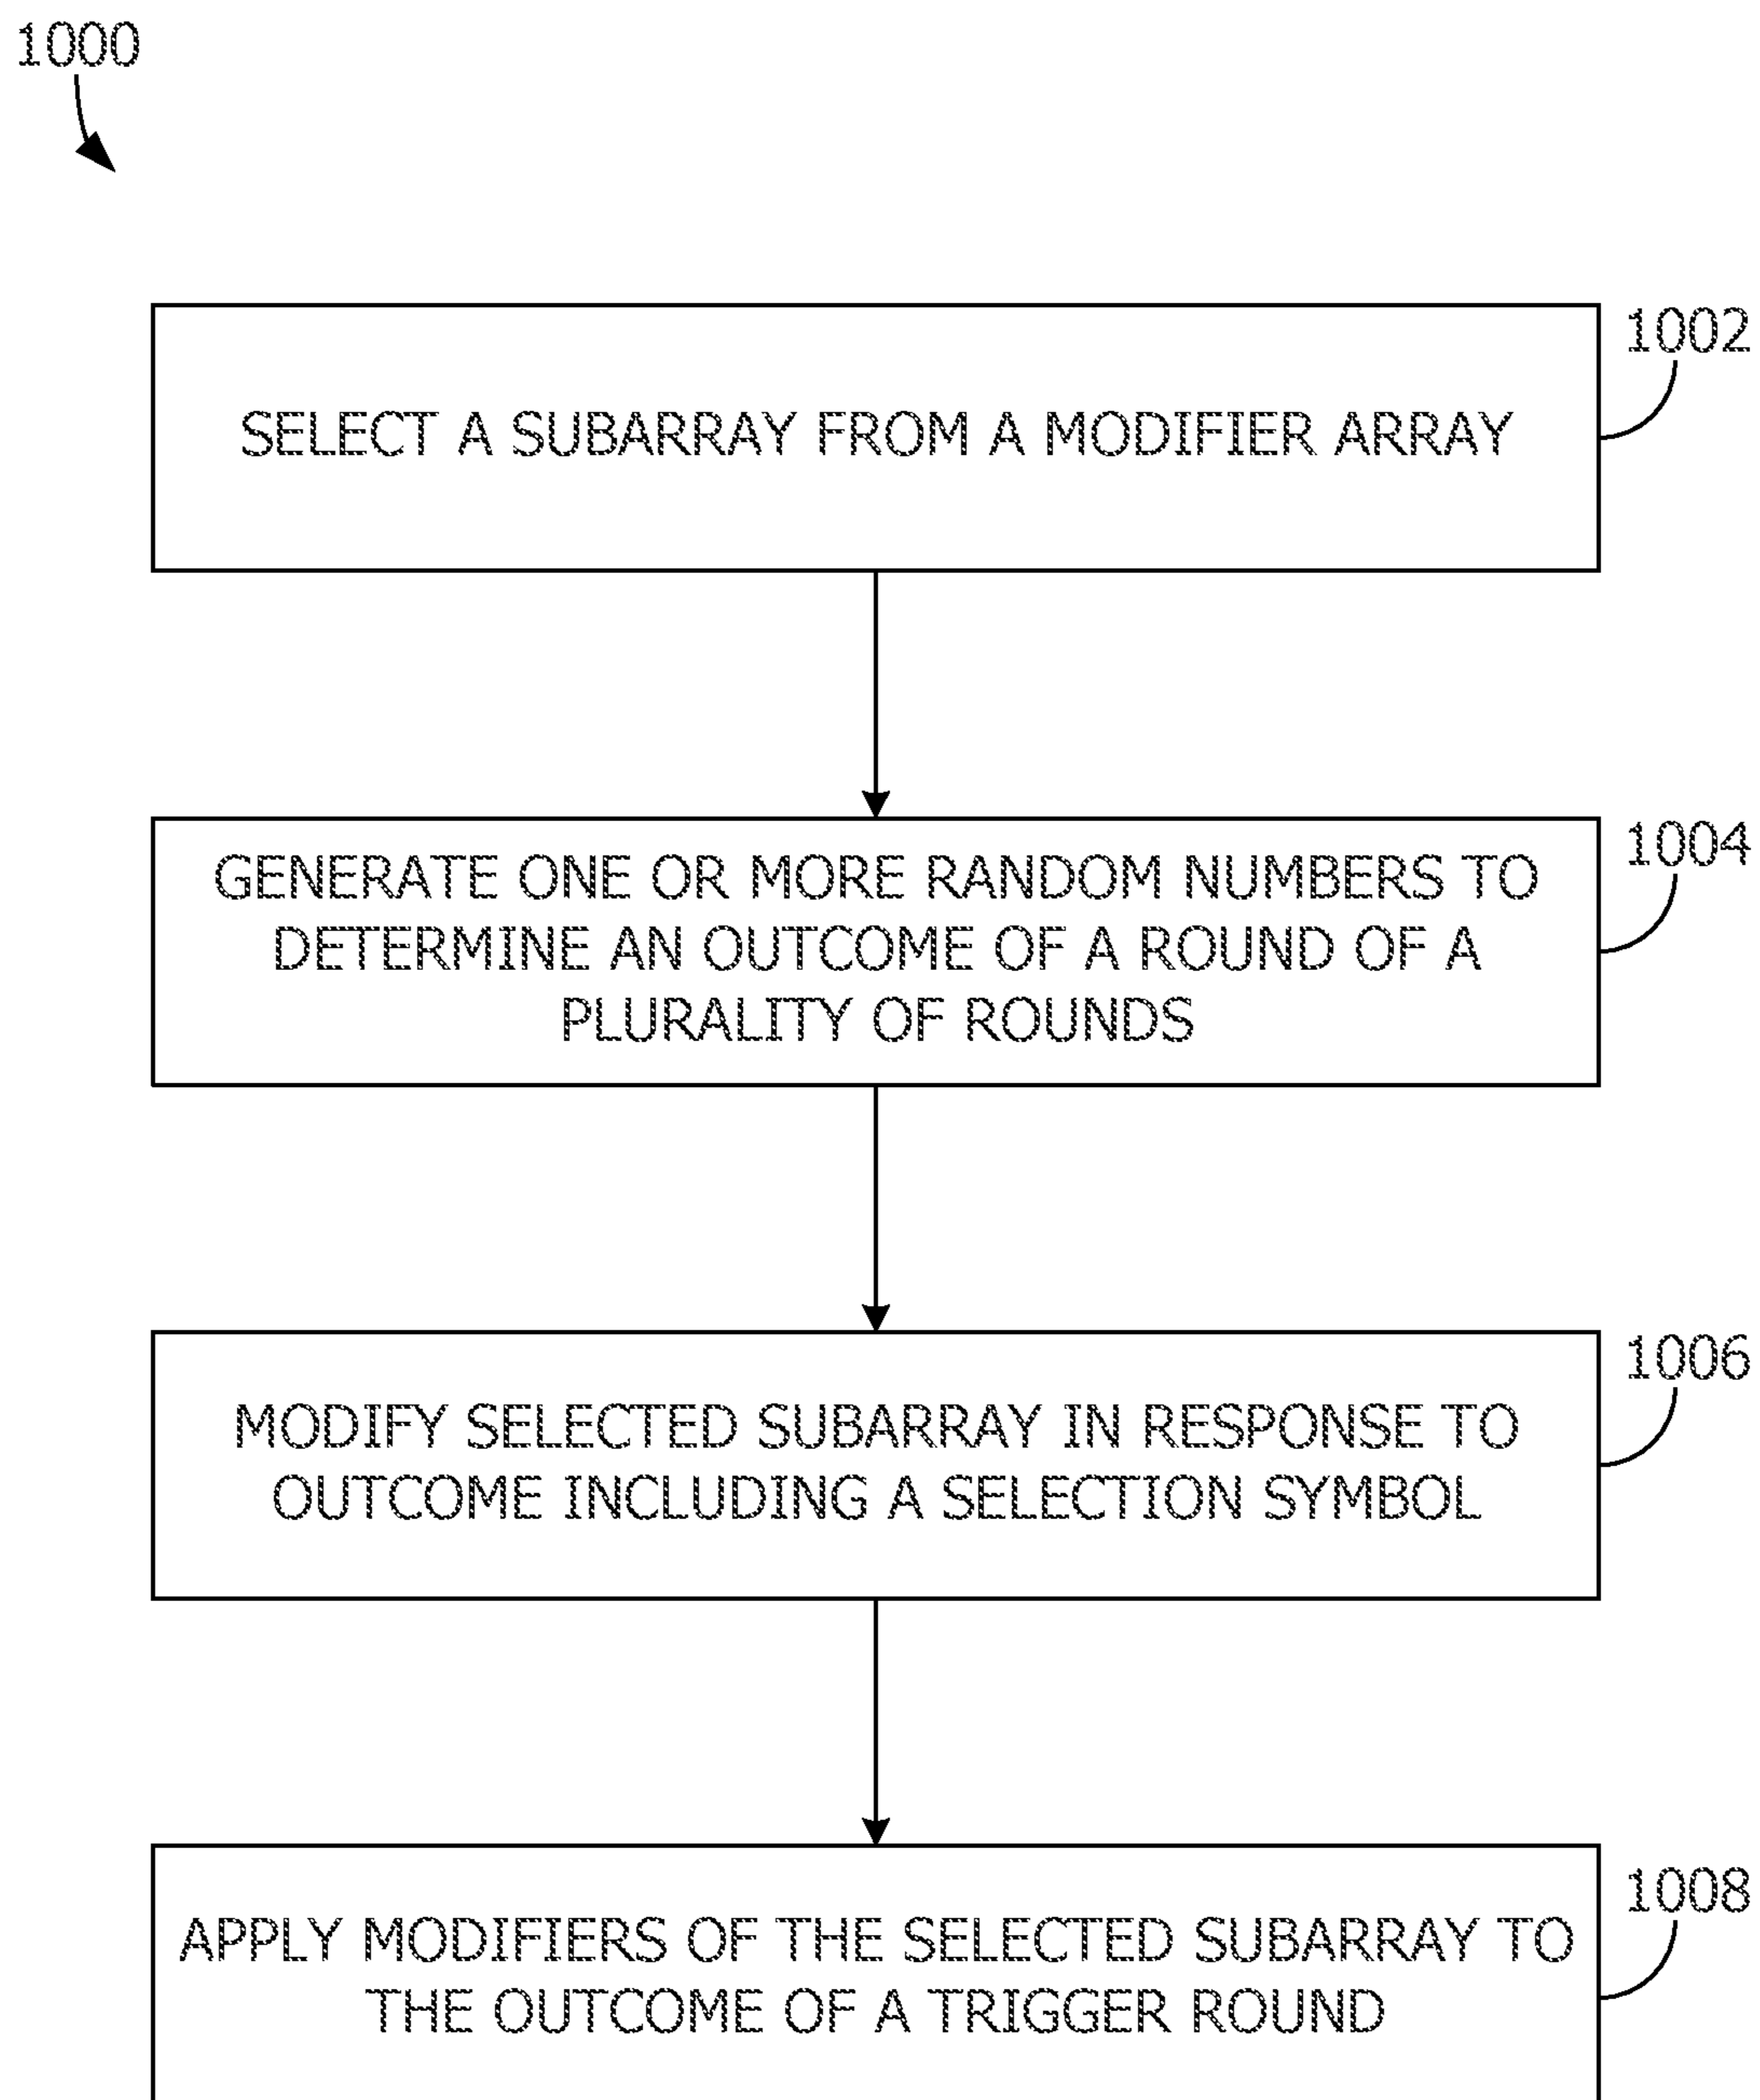 1000
1002
SELECT A SUBARRAY FROM A MODIFIER ARRAY
1004
GENERATE ONE OR MORE RANDOM NUMBERS TO
DETERMINE AN OUTCOME OF A ROUND OF A
PLURALITY OF ROUNDS
1006
MODIFY SELECTED SUBARRAY IN RESPONSE TO
OUTCOME INCLUDING A SELECTION SYMBOL
1008
APPLY MODIFIERS OF THE SELECTED SUBARRAY TO
THE OUTCOME OF A TRIGGER ROUND